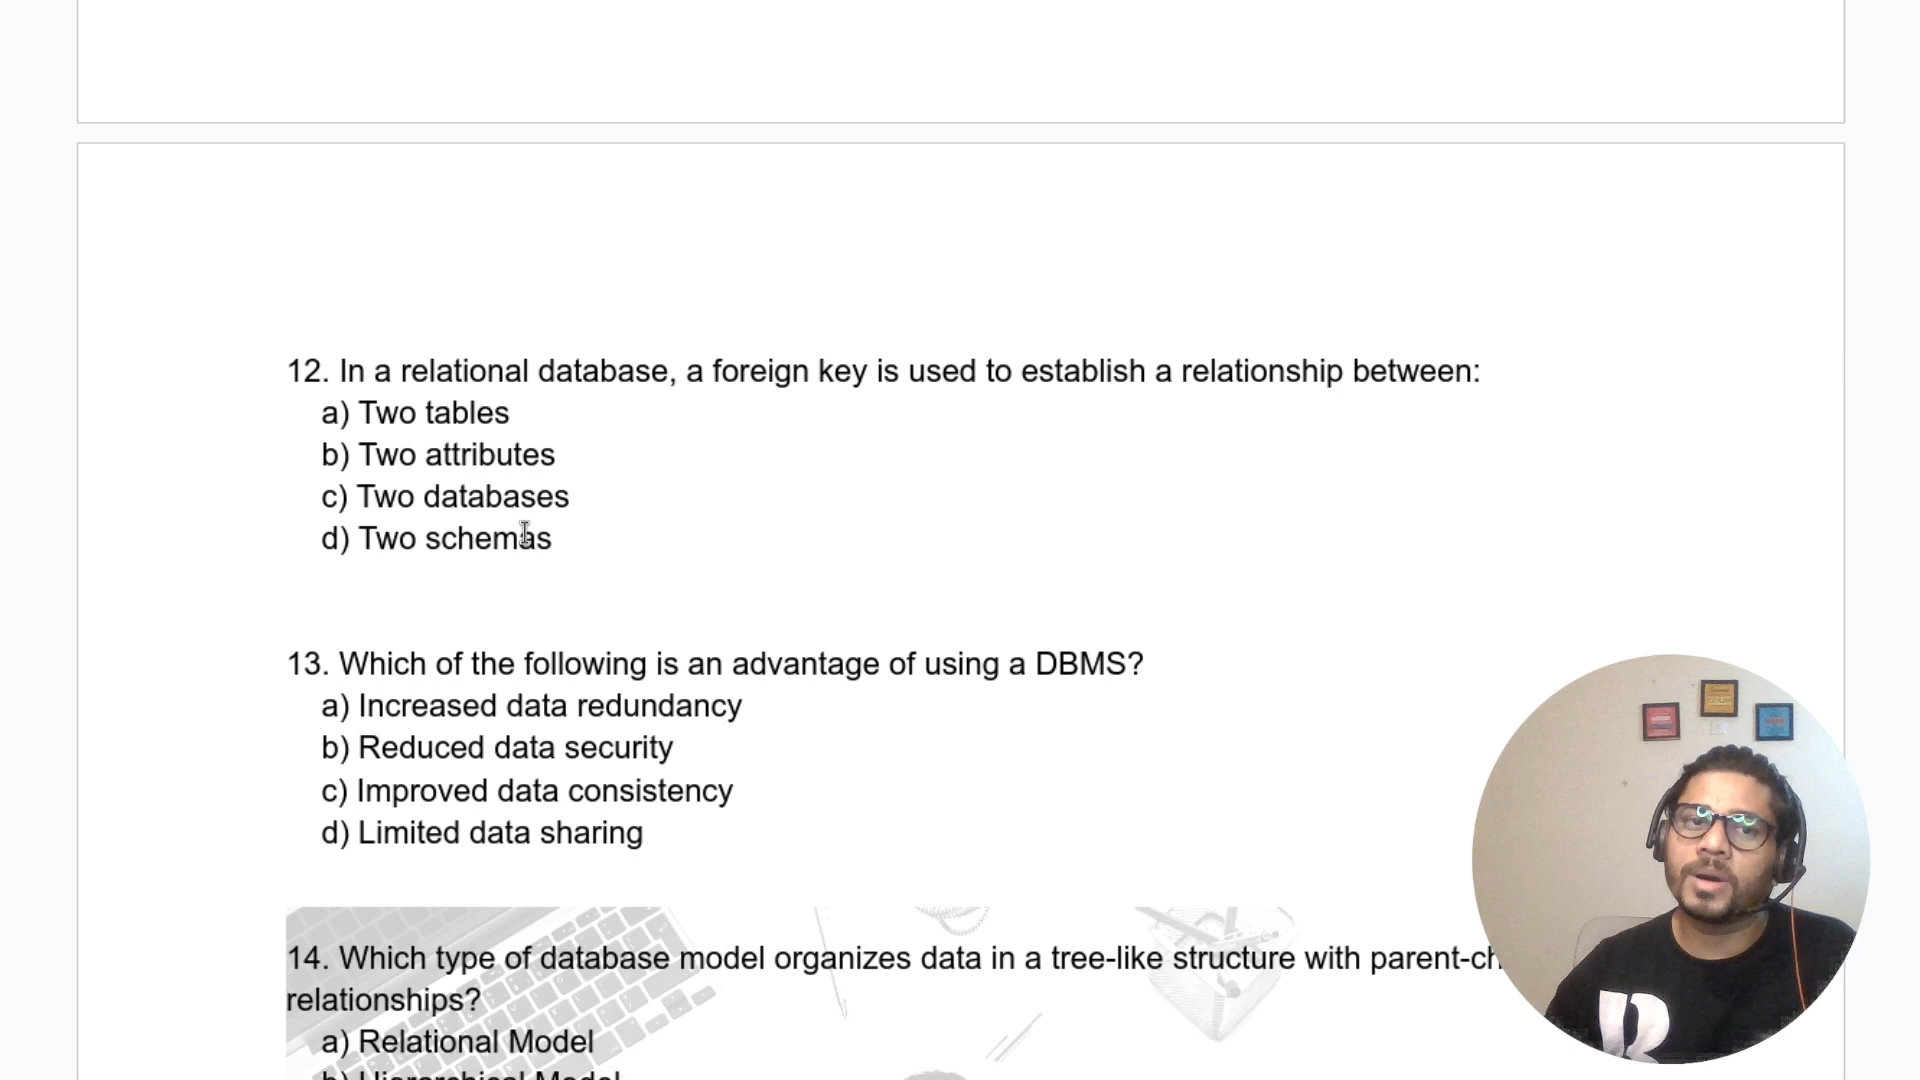 12. In a relational database, a foreign key is used to establish a relationship between:
a) Two tables
b) Two attributes
c) Two databases
d) Two schemas
13. Which of the following is an advantage of using a DBMS?
a) Increased data redundancy
b) Reduced data security
c) Improved data consistency
d) Limited data sharing
14. Which type of database model organizes data in a tree-like structure with parent-ch
relationships?
a) Relational Model
b) Hierarchical Model